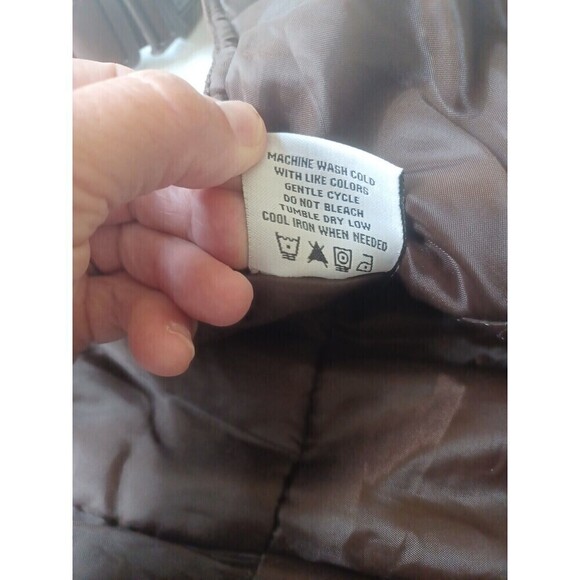 MACHINE WASH COLD
WITH LIKE COLORS
GENTLE CYCLE
DO NOT BLEACH
TUMBLE DRY LOW
COOL IRON WHEN NEEDED